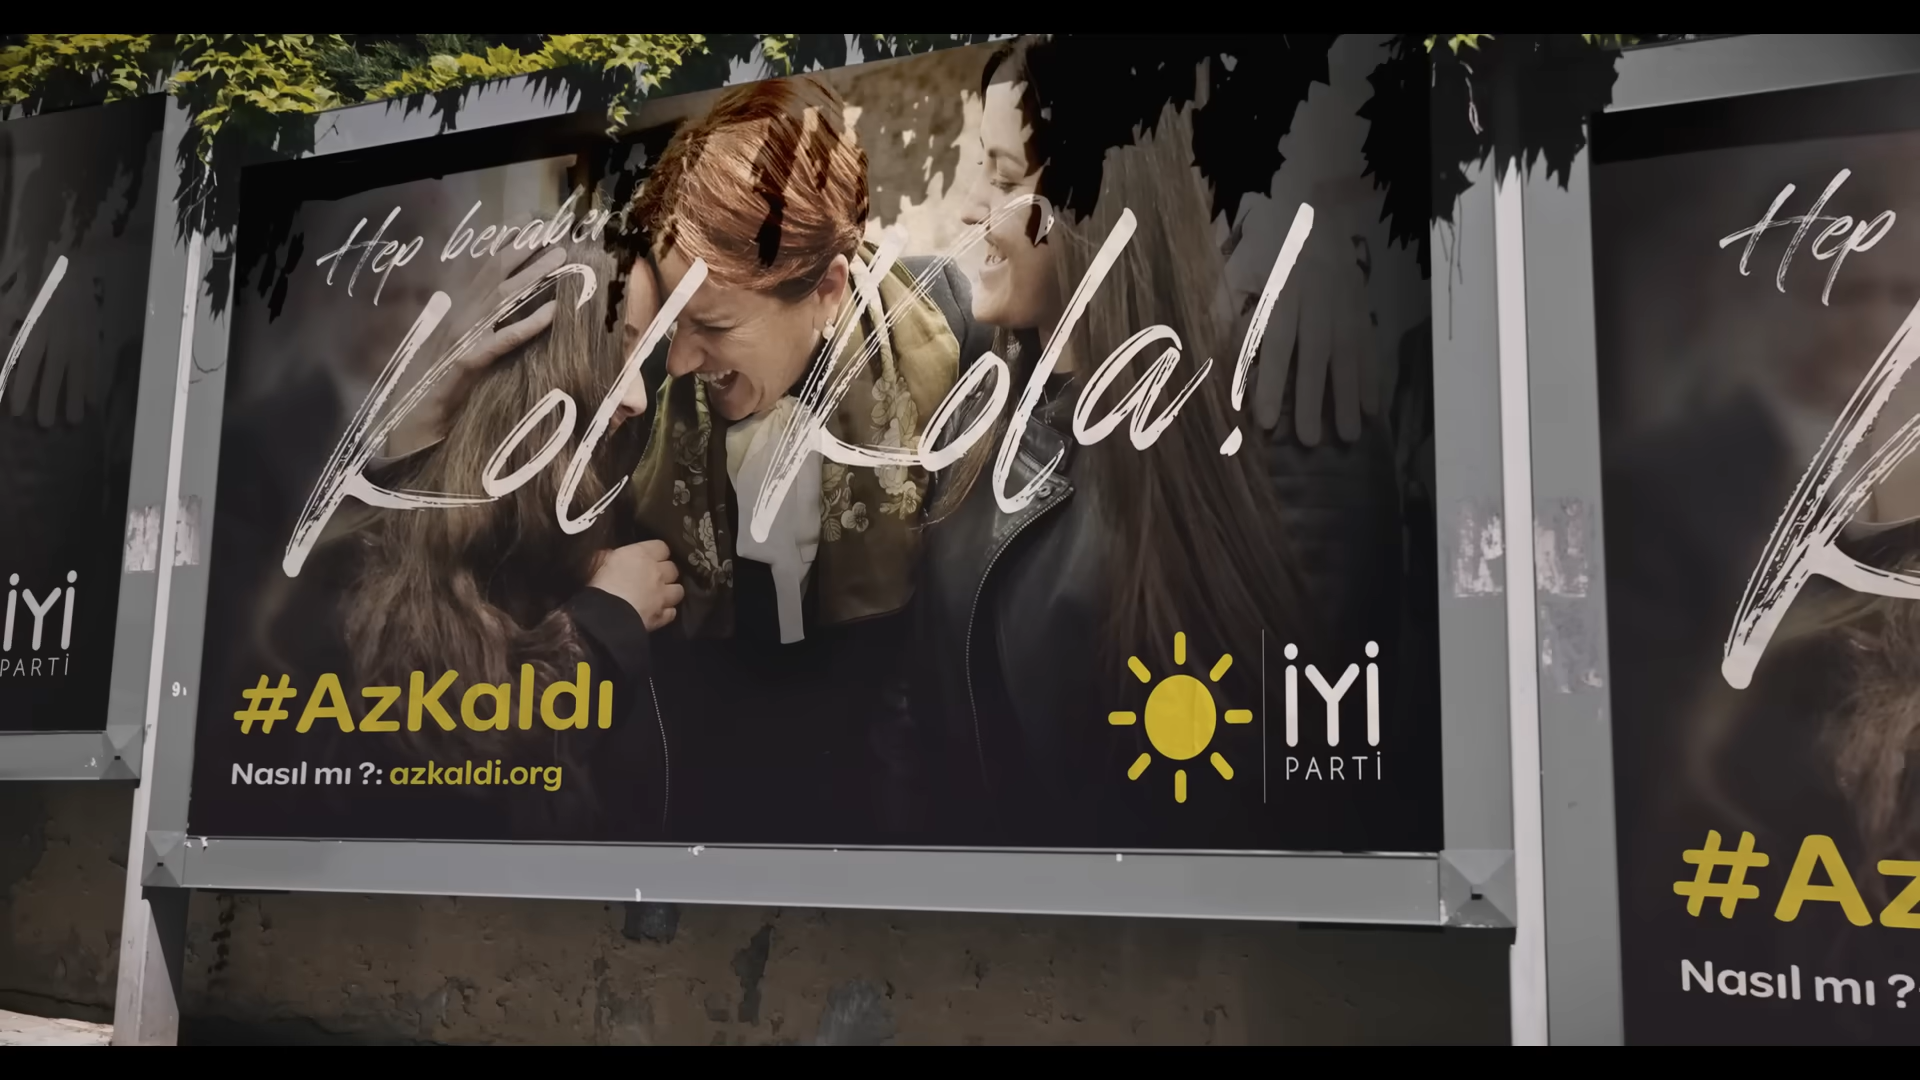 Hep beraber...
Kol Kola!
#AzKaldı
Nasıl mı ?: azkaldi.org
İYİ
PARTİ
İYİ
PARTİ
Hep
#Az
Nasıl mı ?